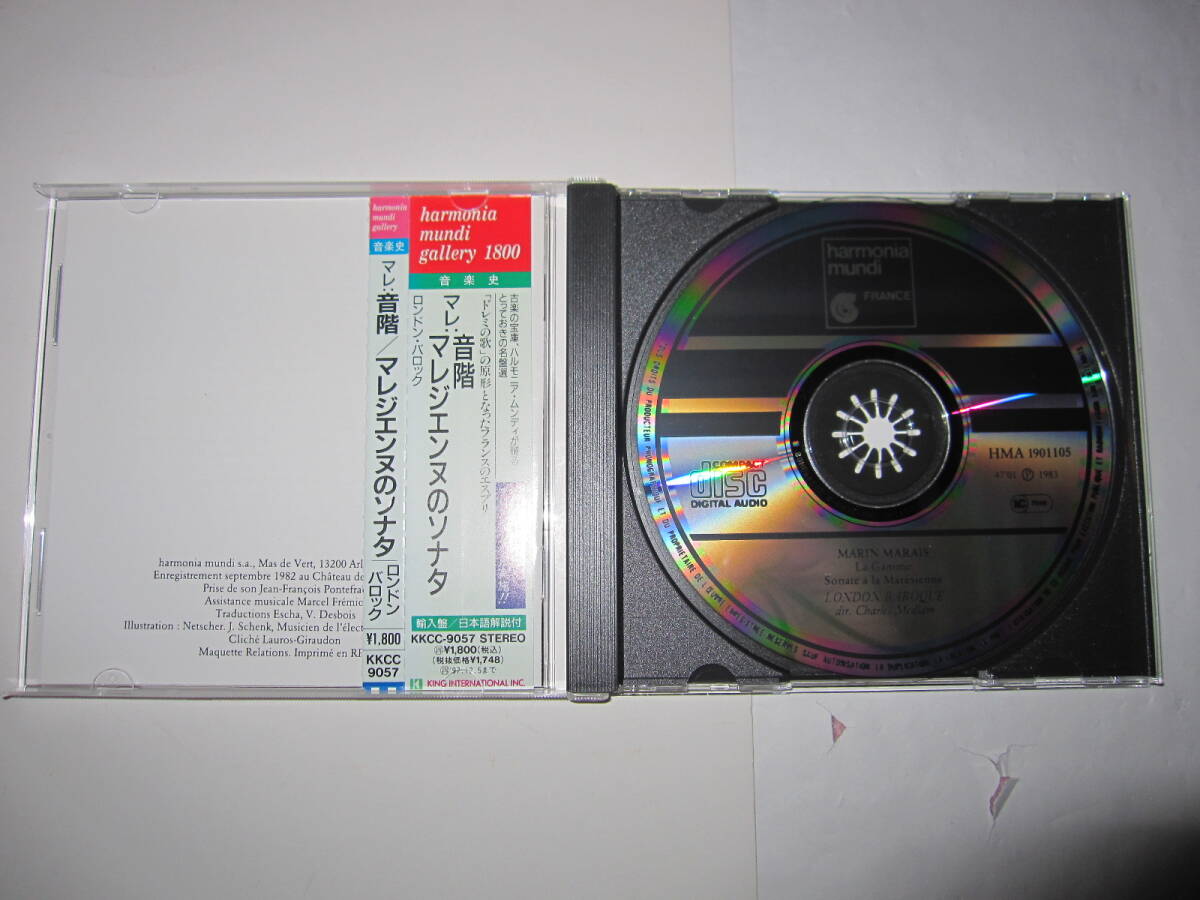 harmonia mundi s.a., Mas de Vert, 13200 Arl
Enregistrement septembre 1982 au Château de
Prise de son Jean-François Pontefra
Assistance musicale Marcel Frémio
Traductions Escha, V. Desbois
Illustration : Netscher. J. Schenk, Musicien de l'élect
Cliché Lauros-Giraudon
Maquette Relations. Imprimé en RF
harmonia
mundi
gallery
音楽史
マレ:音階/マレジエンヌのソナタ
ロンドン・バロック
¥1,800
KKCC
9057
harmonia
mundi
gallery 1800
音楽史
古楽の宝庫、ハルモニア・ムンディが贈る
とっておきの名盤選
「ドレミの歌」の原形となったフランスのエスプリ
マレ:音階
マレジエンヌのソナタ
ロンドン・バロック
輸入盤/日本語解説付
KKCC-9057 STEREO
¥1,800(税込)
(税抜価格¥1,748)
KING INTERNATIONAL INC.
harmonia
mundi
FRANCE
COMPACT
disc
DIGITAL AUDIO
HMA 1901105
47'01 Ⓟ 1983
MARIN MARAIS
La Gamme
Sonate à la Marésienne
LONDON BAROQUE
dir. Charles Medlam